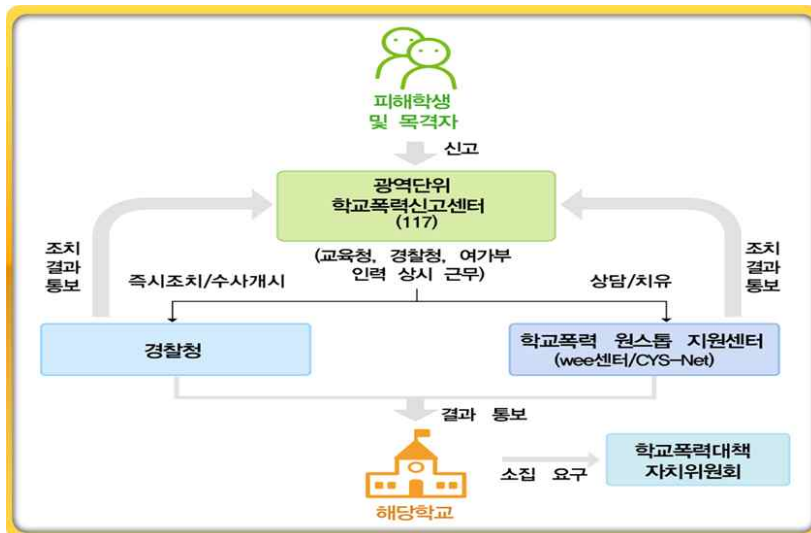 피해학생
및 목격자
신고
광역단위
학교폭력신고센터
(117)
(교육청, 경찰청, 여가부
인력 상시 근무)
조치
결과
통보
조치
결과
통보
즉시조치/수사개시
상담/치유
경찰청
학교폭력 원스톱 지원센터
(wee센터/CYS-Net)
결과 통보
해당학교
소집 요구
학교폭력대책
자치위원회